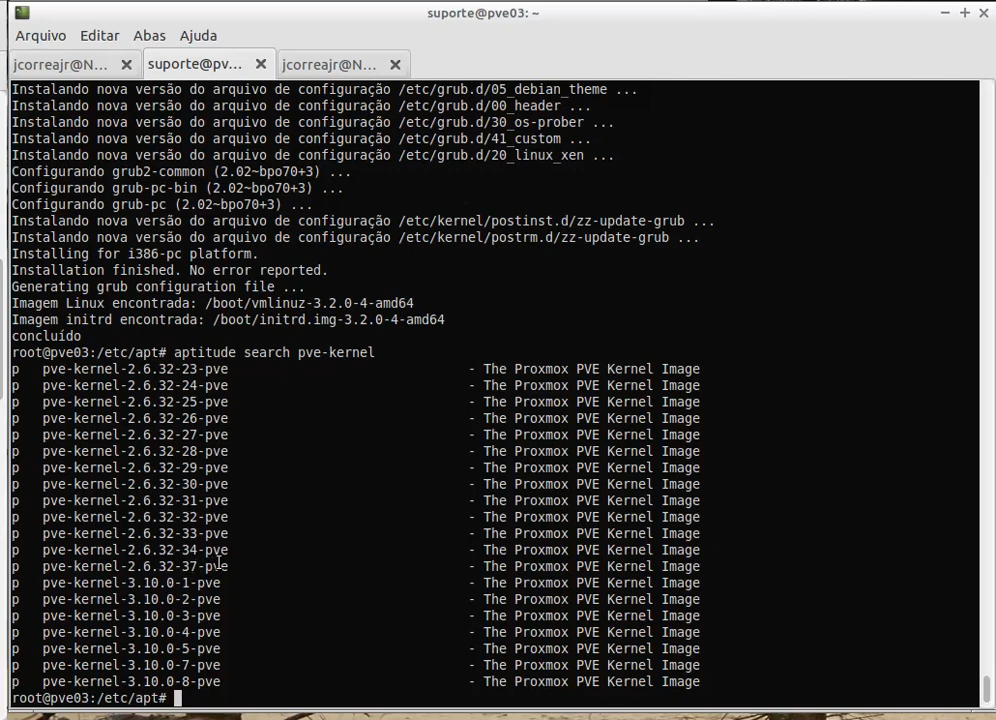 suporte@pve03: ~
Arquivo Editar Abas Ajuda
jcorreajr@N... suporte@pv... jcorreajr@N...
Instalando nova versão do arquivo de configuração /etc/grub.d/05_debian_theme ...
Instalando nova versão do arquivo de configuração /etc/grub.d/00_header ...
Instalando nova versão do arquivo de configuração /etc/grub.d/30_os-prober ...
Instalando nova versão do arquivo de configuração /etc/grub.d/41_custom ...
Instalando nova versão do arquivo de configuração /etc/grub.d/20_linux_xen ...
Configurando grub2-common (2.02~bpo70+3) ...
Configurando grub-pc-bin (2.02~bpo70+3) ...
Configurando grub-pc (2.02~bpo70+3) ...
Instalando nova versão do arquivo de configuração /etc/kernel/postinst.d/zz-update-grub ...
Instalando nova versão do arquivo de configuração /etc/kernel/postrm.d/zz-update-grub ...
Installing for i386-pc platform.
Installation finished. No error reported.
Generating grub configuration file ...
Imagem Linux encontrada: /boot/vmlinuz-3.2.0-4-amd64
Imagem initrd encontrada: /boot/initrd.img-3.2.0-4-amd64
concluído
root@pve03:/etc/apt# aptitude search pve-kernel
p pve-kernel-2.6.32-23-pve - The Proxmox PVE Kernel Image
p pve-kernel-2.6.32-24-pve - The Proxmox PVE Kernel Image
p pve-kernel-2.6.32-25-pve - The Proxmox PVE Kernel Image
p pve-kernel-2.6.32-26-pve - The Proxmox PVE Kernel Image
p pve-kernel-2.6.32-27-pve - The Proxmox PVE Kernel Image
p pve-kernel-2.6.32-28-pve - The Proxmox PVE Kernel Image
p pve-kernel-2.6.32-29-pve - The Proxmox PVE Kernel Image
p pve-kernel-2.6.32-30-pve - The Proxmox PVE Kernel Image
p pve-kernel-2.6.32-31-pve - The Proxmox PVE Kernel Image
p pve-kernel-2.6.32-32-pve - The Proxmox PVE Kernel Image
p pve-kernel-2.6.32-33-pve - The Proxmox PVE Kernel Image
p pve-kernel-2.6.32-34-pve - The Proxmox PVE Kernel Image
p pve-kernel-2.6.32-37-pve - The Proxmox PVE Kernel Image
p pve-kernel-3.10.0-1-pve - The Proxmox PVE Kernel Image
p pve-kernel-3.10.0-2-pve - The Proxmox PVE Kernel Image
p pve-kernel-3.10.0-3-pve - The Proxmox PVE Kernel Image
p pve-kernel-3.10.0-4-pve - The Proxmox PVE Kernel Image
p pve-kernel-3.10.0-5-pve - The Proxmox PVE Kernel Image
p pve-kernel-3.10.0-7-pve - The Proxmox PVE Kernel Image
p pve-kernel-3.10.0-8-pve - The Proxmox PVE Kernel Image
root@pve03:/etc/apt#